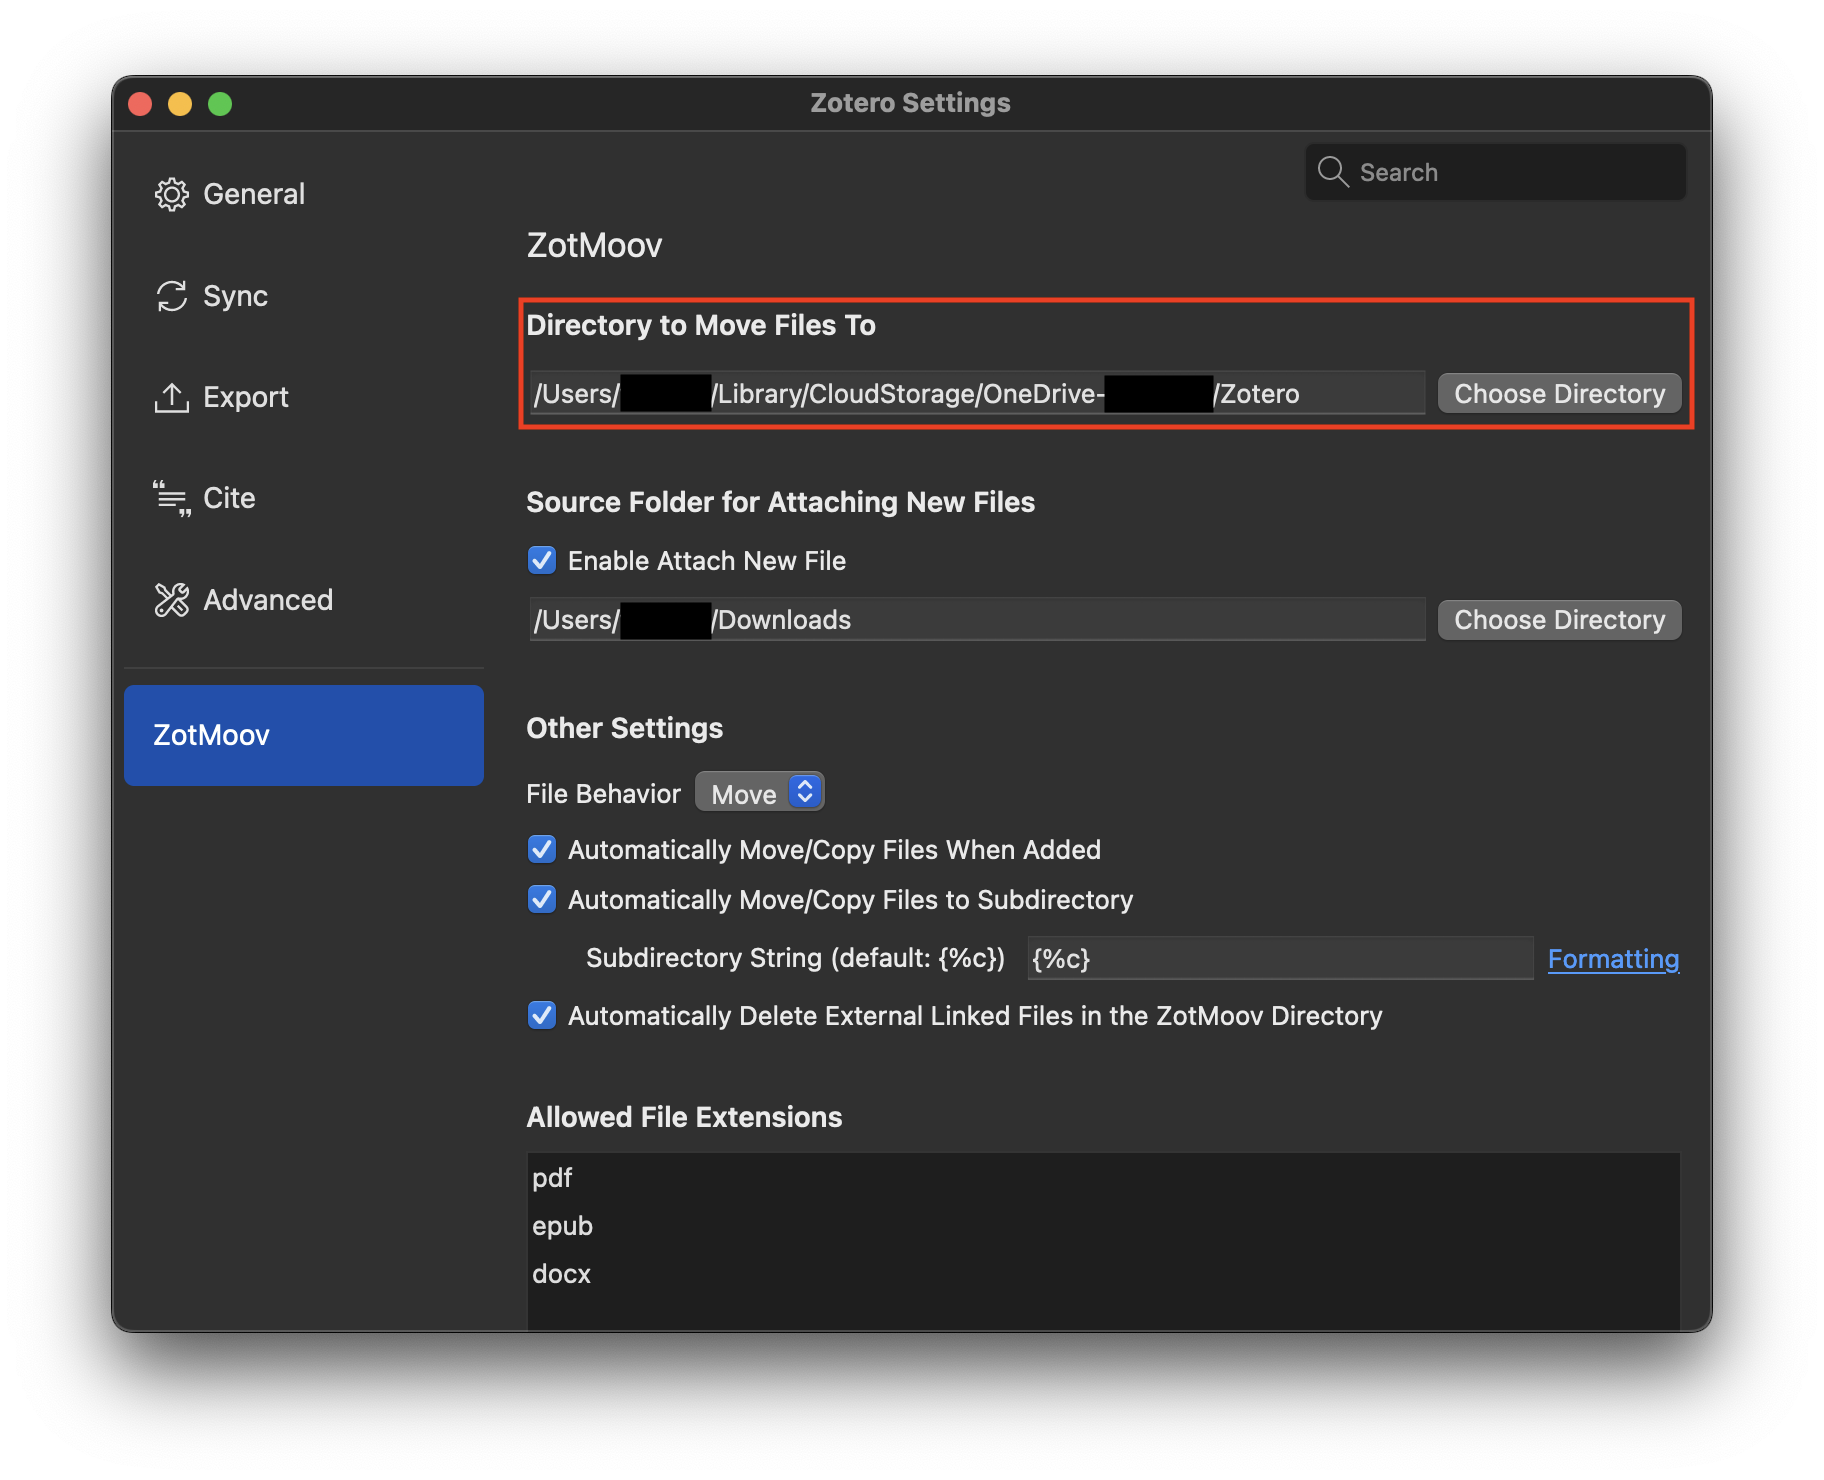 Zotero Settings
General
Sync
Export
Cite
Advanced
ZotMoov
Search
ZotMoov
Directory to Move Files To
/Users/ /Library/CloudStorage/OneDrive- /Zotero
Choose Directory
Source Folder for Attaching New Files
Enable Attach New File
/Users/ /Downloads
Choose Directory
Other Settings
File Behavior Move
Automatically Move/Copy Files When Added
Automatically Move/Copy Files to Subdirectory
Subdirectory String (default: {%c}) {%c} Formatting
Automatically Delete External Linked Files in the ZotMoov Directory
Allowed File Extensions
pdf
epub
docx